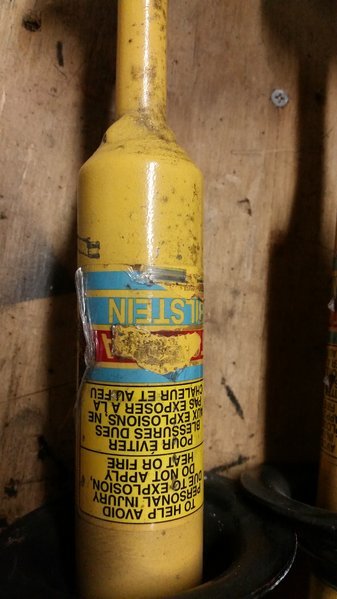 TO HELP AVOID
PERSONAL INJURY
DUE TO EXPLOSION,
DO NOT APPLY
HEAT OR FIRE
POUR ÉVITER
BLESSURES DUES
AUX EXPLOSIONS, NE
PAS EXPOSER À LA
CHALEUR ET AU FEU
ILSTEIN